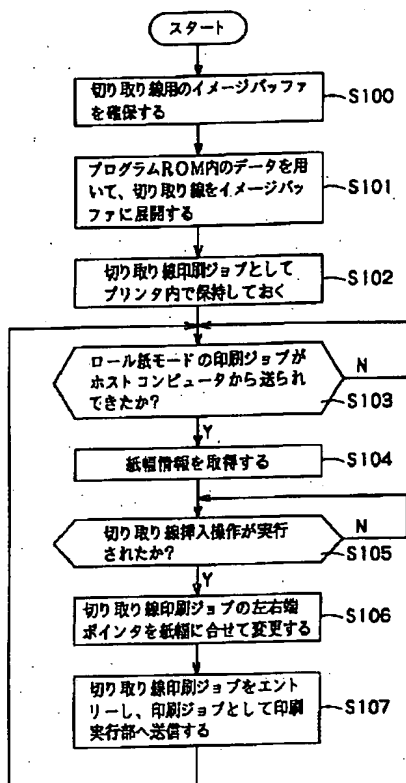 スタート
切り取り線用のイメージバッファ
を確保する
S100
プログラムROM内のデータを用
いて、切り取り線をイメージバッ
ファに展開する
S101
切り取り線印刷ジョブとして
プリンタ内で保持しておく
S102
ロール紙モードの印刷ジョブが
ホストコンピュータから送られ
てきたか?
N
S103
Y
紙幅情報を取得する
S104
切り取り線挿入操作が実行
されたか?
N
S105
Y
切り取り線印刷ジョブの左右端
ポインタを紙幅に合せて変更する
S106
切り取り線印刷ジョブをエント
リーし、印刷ジョブとして印刷
実行部へ送信する
S107